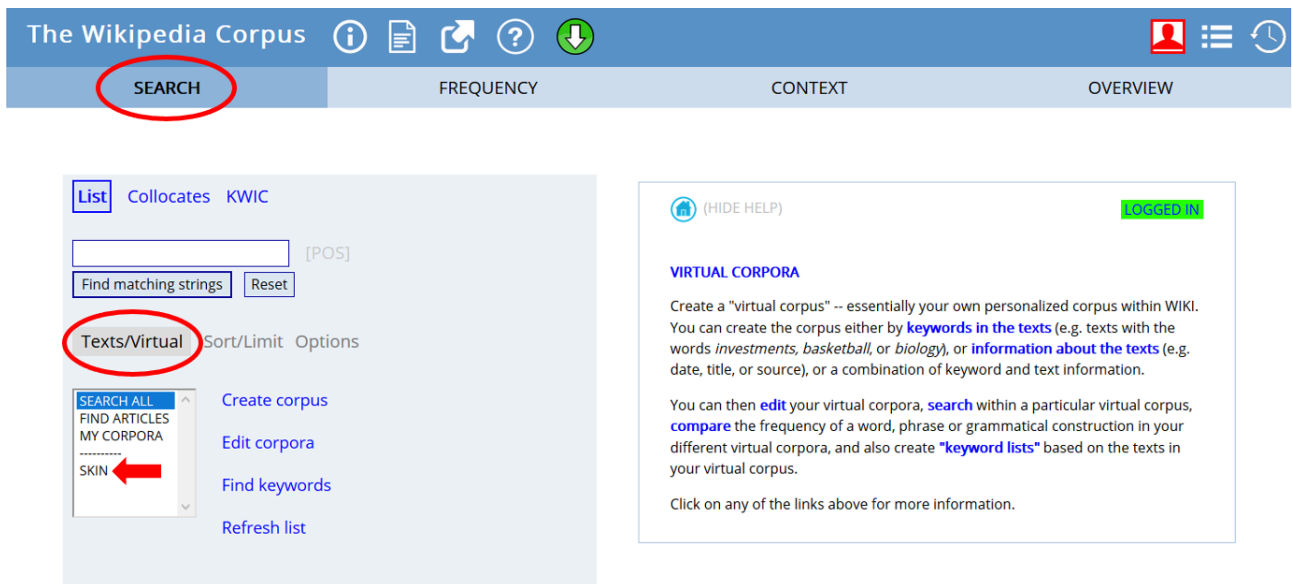 The Wikipedia Corpus
SEARCH FREQUENCY CONTEXT OVERVIEW
List Collocates KWIC
[POS]
Find matching strings Reset
Texts/Virtual Sort/Limit Options
SEARCH ALL
FIND ARTICLES
MY CORPORA
----------
SKIN
Create corpus
Edit corpora
Find keywords
Refresh list
(HIDE HELP) LOGGED IN
VIRTUAL CORPORA
Create a "virtual corpus" -- essentially your own personalized corpus within WIKI.
You can create the corpus either by keywords in the texts (e.g. texts with the
words investments, basketball, or biology), or information about the texts (e.g.
date, title, or source), or a combination of keyword and text information.
You can then edit your virtual corpora, search within a particular virtual corpus,
compare the frequency of a word, phrase or grammatical construction in your
different virtual corpora, and also create "keyword lists" based on the texts in
your virtual corpus.
Click on any of the links above for more information.